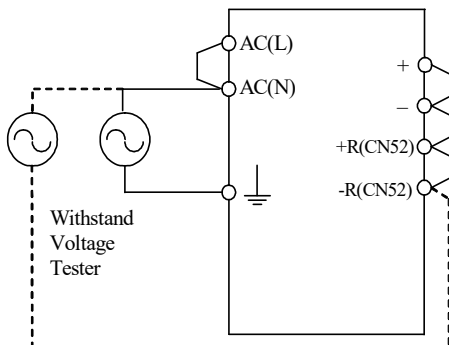 AC(L)
AC(N)
+
–
+R(CN52)
-R(CN52)
Withstand
Voltage
Tester